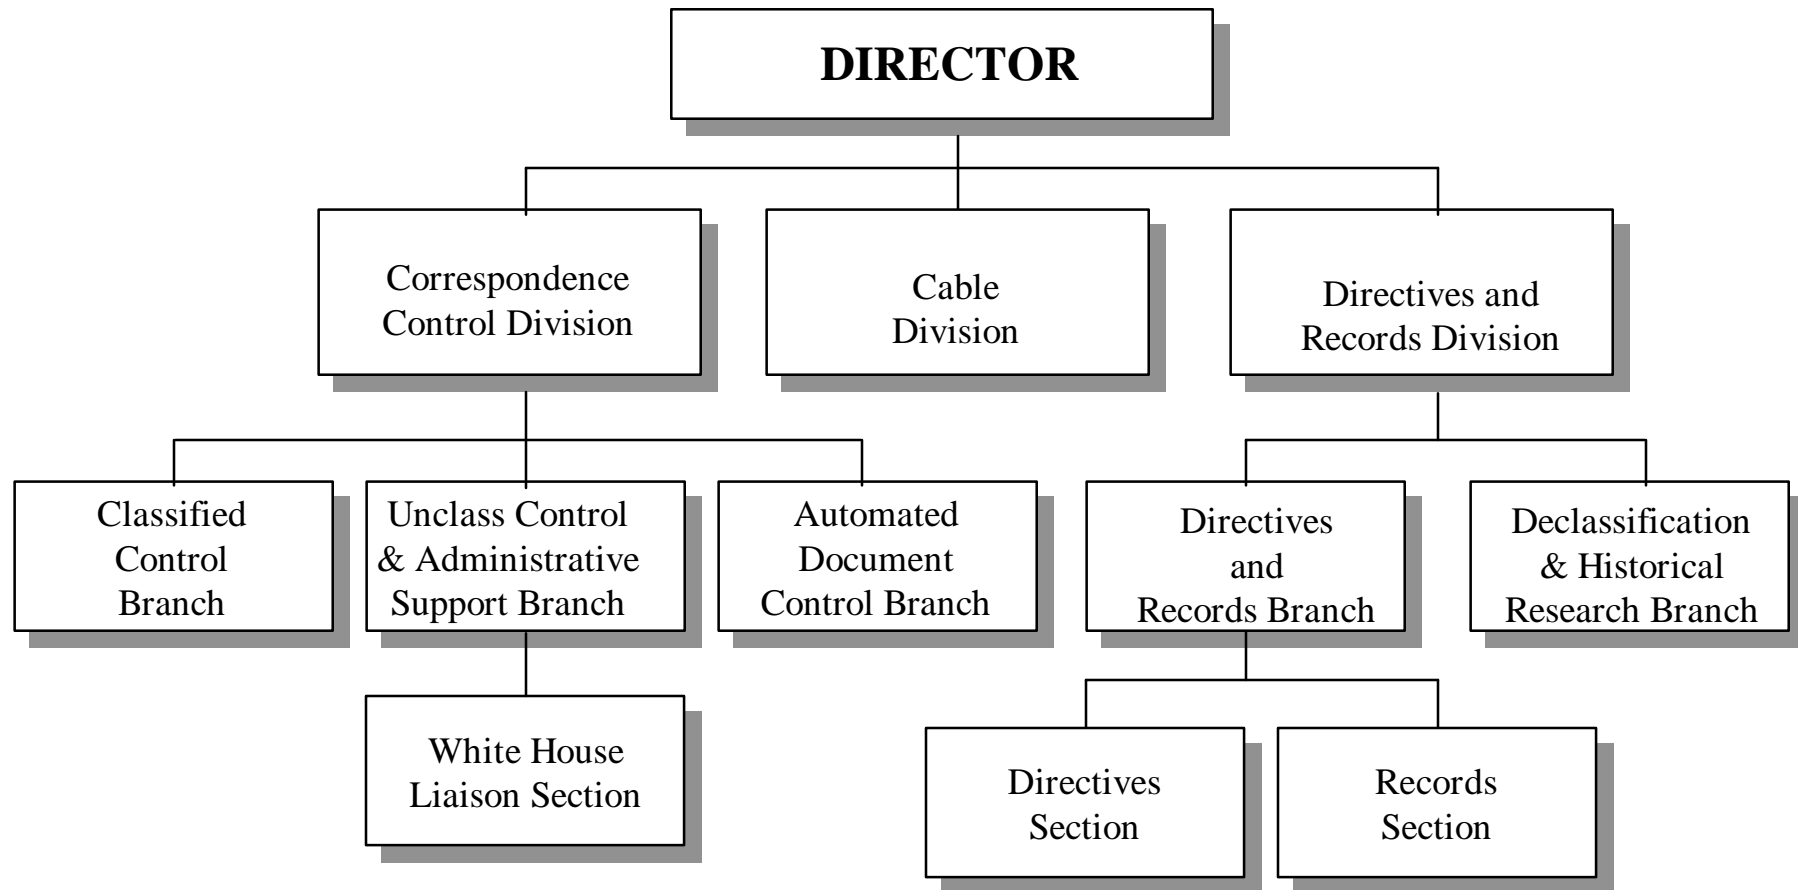 DIRECTOR
Correspondence
Control Division
Cable
Division
Directives and
Records Division
Classified
Control
Branch
Unclass Control
& Administrative
Support Branch
Automated
Document
Control Branch
Directives
and
Records Branch
Declassification
& Historical
Research Branch
White House
Liaison Section
Directives
Section
Records
Section